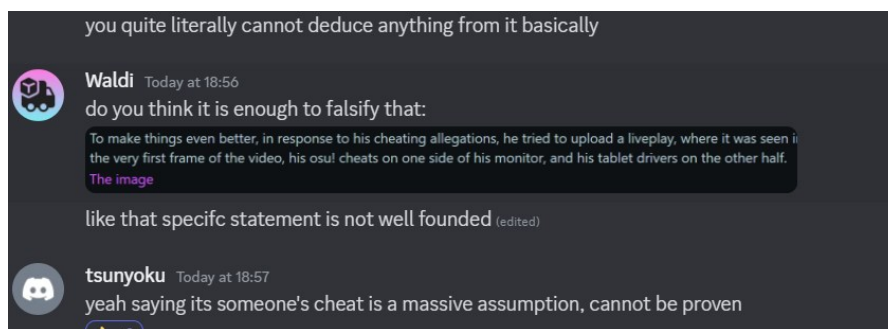 you quite literally cannot deduce anything from it basically
Waldi Today at 18:56
do you think it is enough to falsify that:
To make things even better, in response to his cheating allegations, he tried to upload a liveplay, where it was seen i
the very first frame of the video, his osu! cheats on one side of his monitor, and his tablet drivers on the other half.
The image
like that specifc statement is not well founded (edited)
tsunyoku Today at 18:57
yeah saying its someone's cheat is a massive assumption, cannot be proven